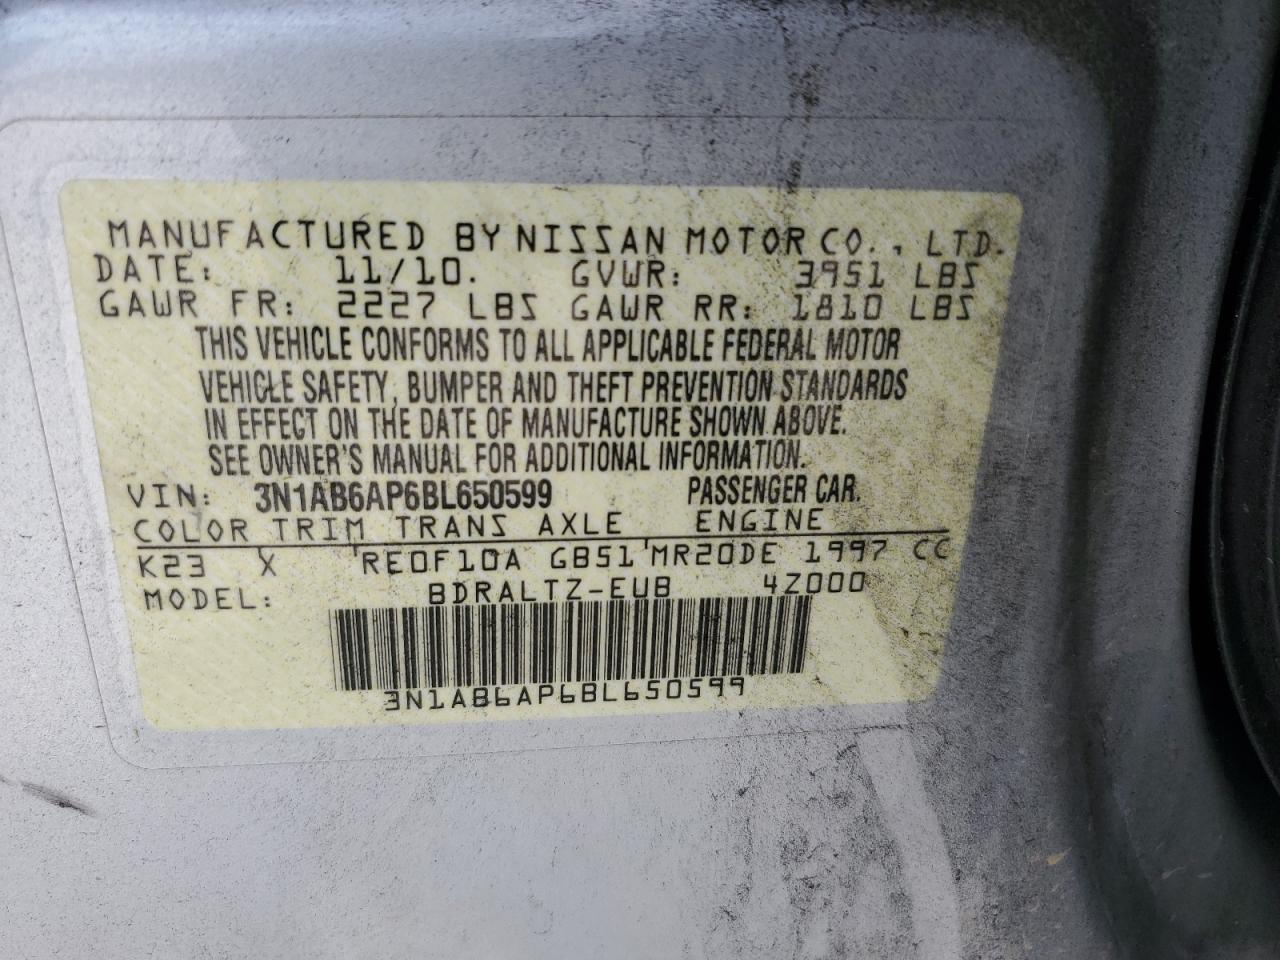 MANUFACTURED BY NISSAN MOTOR CO., LTD.
DATE: 11/10. GVWR: 3951 LBS
GAWR FR: 2227 LBS GAWR RR: 1810 LBS
THIS VEHICLE CONFORMS TO ALL APPLICABLE FEDERAL MOTOR
VEHICLE SAFETY, BUMPER AND THEFT PREVENTION STANDARDS
IN EFFECT ON THE DATE OF MANUFACTURE SHOWN ABOVE.
SEE OWNER'S MANUAL FOR ADDITIONAL INFORMATION.
VIN: 3N1AB6AP6BL650599 PASSENGER CAR.
COLOR TRIM TRANS AXLE ENGINE
K23 X RE0F10A GB51 MR20DE 1997 CC
MODEL: BDRALTZ-EUB 4Z000
3N1AB6AP6BL650599